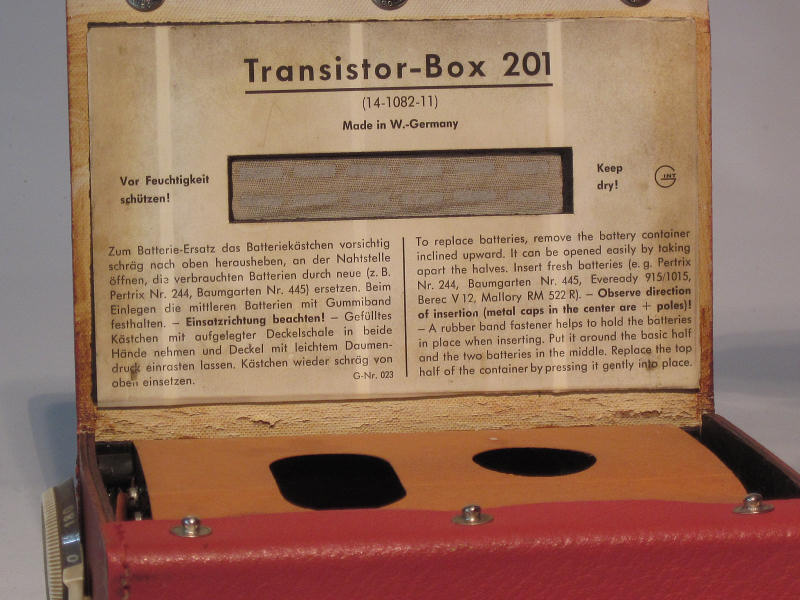 Transistor-Box 201
(14-1082-11)
Made in W.-Germany
Vor Feuchtigkeit
schützen!
Keep
dry!
INT
Zum Batterie-Ersatz das Batteriekästchen vorsichtig
schräg nach oben herausheben, an der Nahtstelle
öffnen, die verbrauchten Batterien durch neue (z. B.
Pertrix Nr. 244, Baumgarten Nr. 445) ersetzen. Beim
Einlegen die mittleren Batterien mit Gummiband
festhalten. – Einsatzrichtung beachten! – Gefülltes
Kästchen mit aufgelegter Deckelschale in beide
Hände nehmen und Deckel mit leichtem Daumen-
druck einrasten lassen. Kästchen wieder schräg von
oben einsetzen.
G-Nr. 023
To replace batteries, remove the battery container
inclined upward. It can be opened easily by taking
apart the halves. Insert fresh batteries (e. g. Pertrix
Nr. 244, Baumgarten Nr. 445, Eveready 915/1015,
Berec V 12, Mallory RM 522 R). – Observe direction
of insertion (metal caps in the center are + poles)!
– A rubber band fastener helps to hold the batteries
in place when inserting. Put it around the basic half
and the two batteries in the middle. Replace the top
half of the container by pressing it gently into place.
0 180